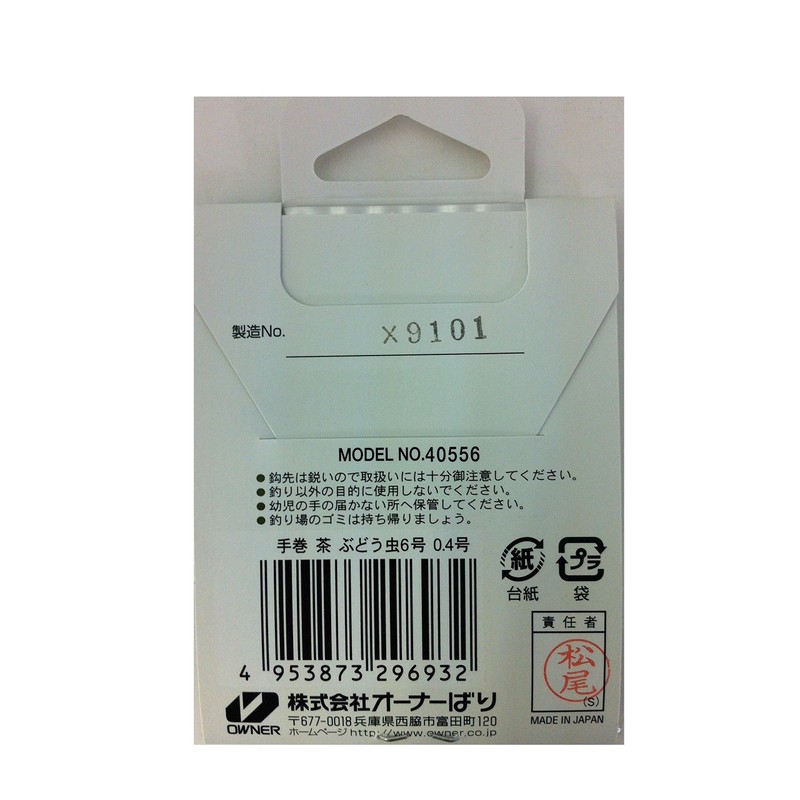 製造No. X9101
MODEL NO.40556
●鈎先は鋭いので取扱いには十分御注意してください。
●釣り以外の目的に使用しないでください。
●幼児の手の届かない所へ保管してください。
●釣り場のゴミは持ち帰りましょう。
手巻 茶 ぶどう虫6号 0.4号
紙
台紙
プラ
袋
責任者
松尾
(S)
MADE IN JAPAN
4 953873 296932
OWNER
株式会社オーナーばり
〒677-0018兵庫県西脇市富田町120
ホームページ http://www.owner.co.jp